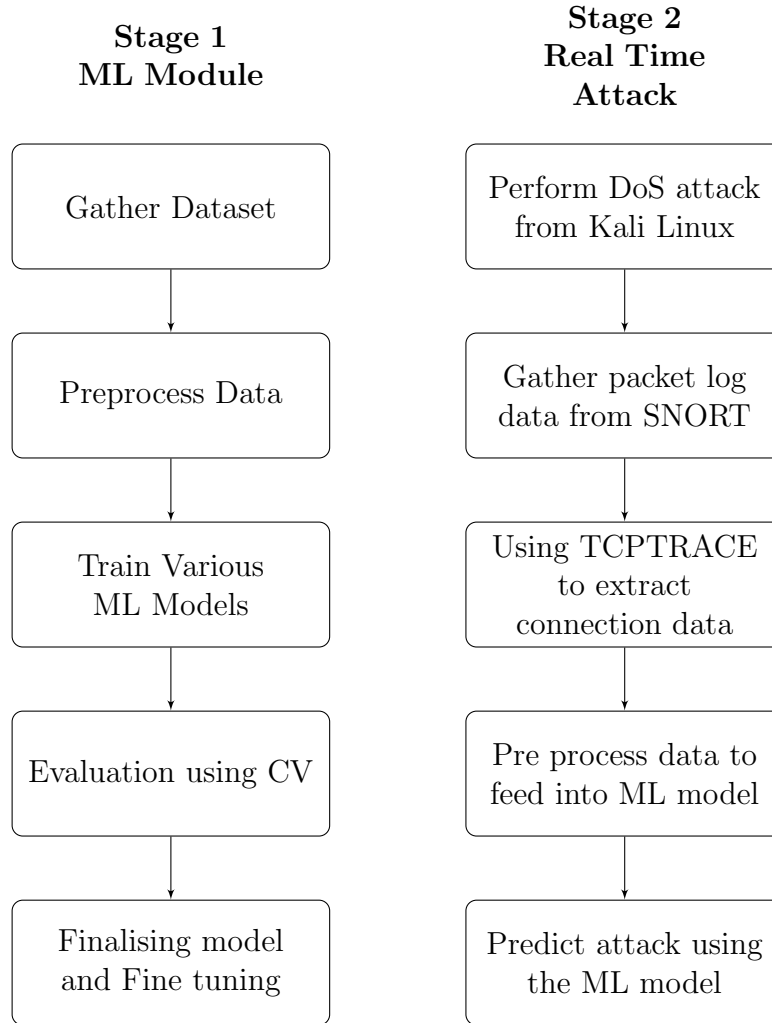 Stage 1
ML Module
Gather Dataset
Preprocess Data
Train Various
ML Models
Evaluation using CV
Finalising model
and Fine tuning
Stage 2
Real Time
Attack
Perform DoS attack
from Kali Linux
Gather packet log
data from SNORT
Using TCPTRACE
to extract
connection data
Pre process data to
feed into ML model
Predict attack using
the ML model